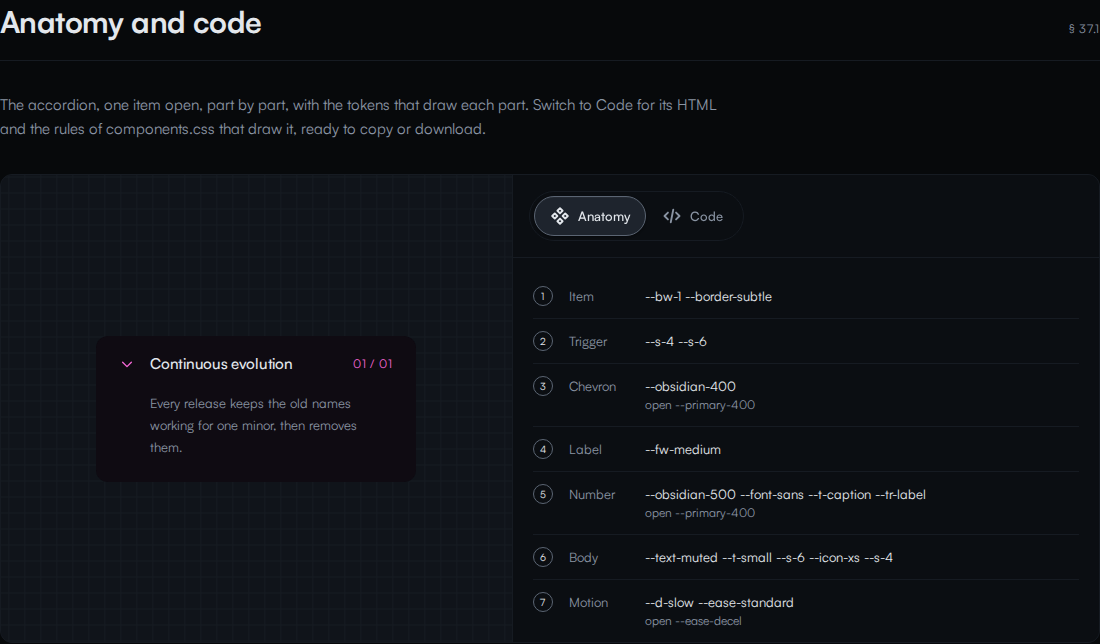 Anatomy and code
§ 37.1
The accordion, one item open, part by part, with the tokens that draw each part. Switch to Code for its HTML
and the rules of components.css that draw it, ready to copy or download.
Continuous evolution 01 / 01
Every release keeps the old names
working for one minor, then removes
them.
Anatomy Code
1 Item --bw-1 --border-subtle
2 Trigger --s-4 --s-6
3 Chevron --obsidian-400
open --primary-400
4 Label --fw-medium
5 Number --obsidian-500 --font-sans --t-caption --tr-label
open --primary-400
6 Body --text-muted --t-small --s-6 --icon-xs --s-4
7 Motion --d-slow --ease-standard
open --ease-decel